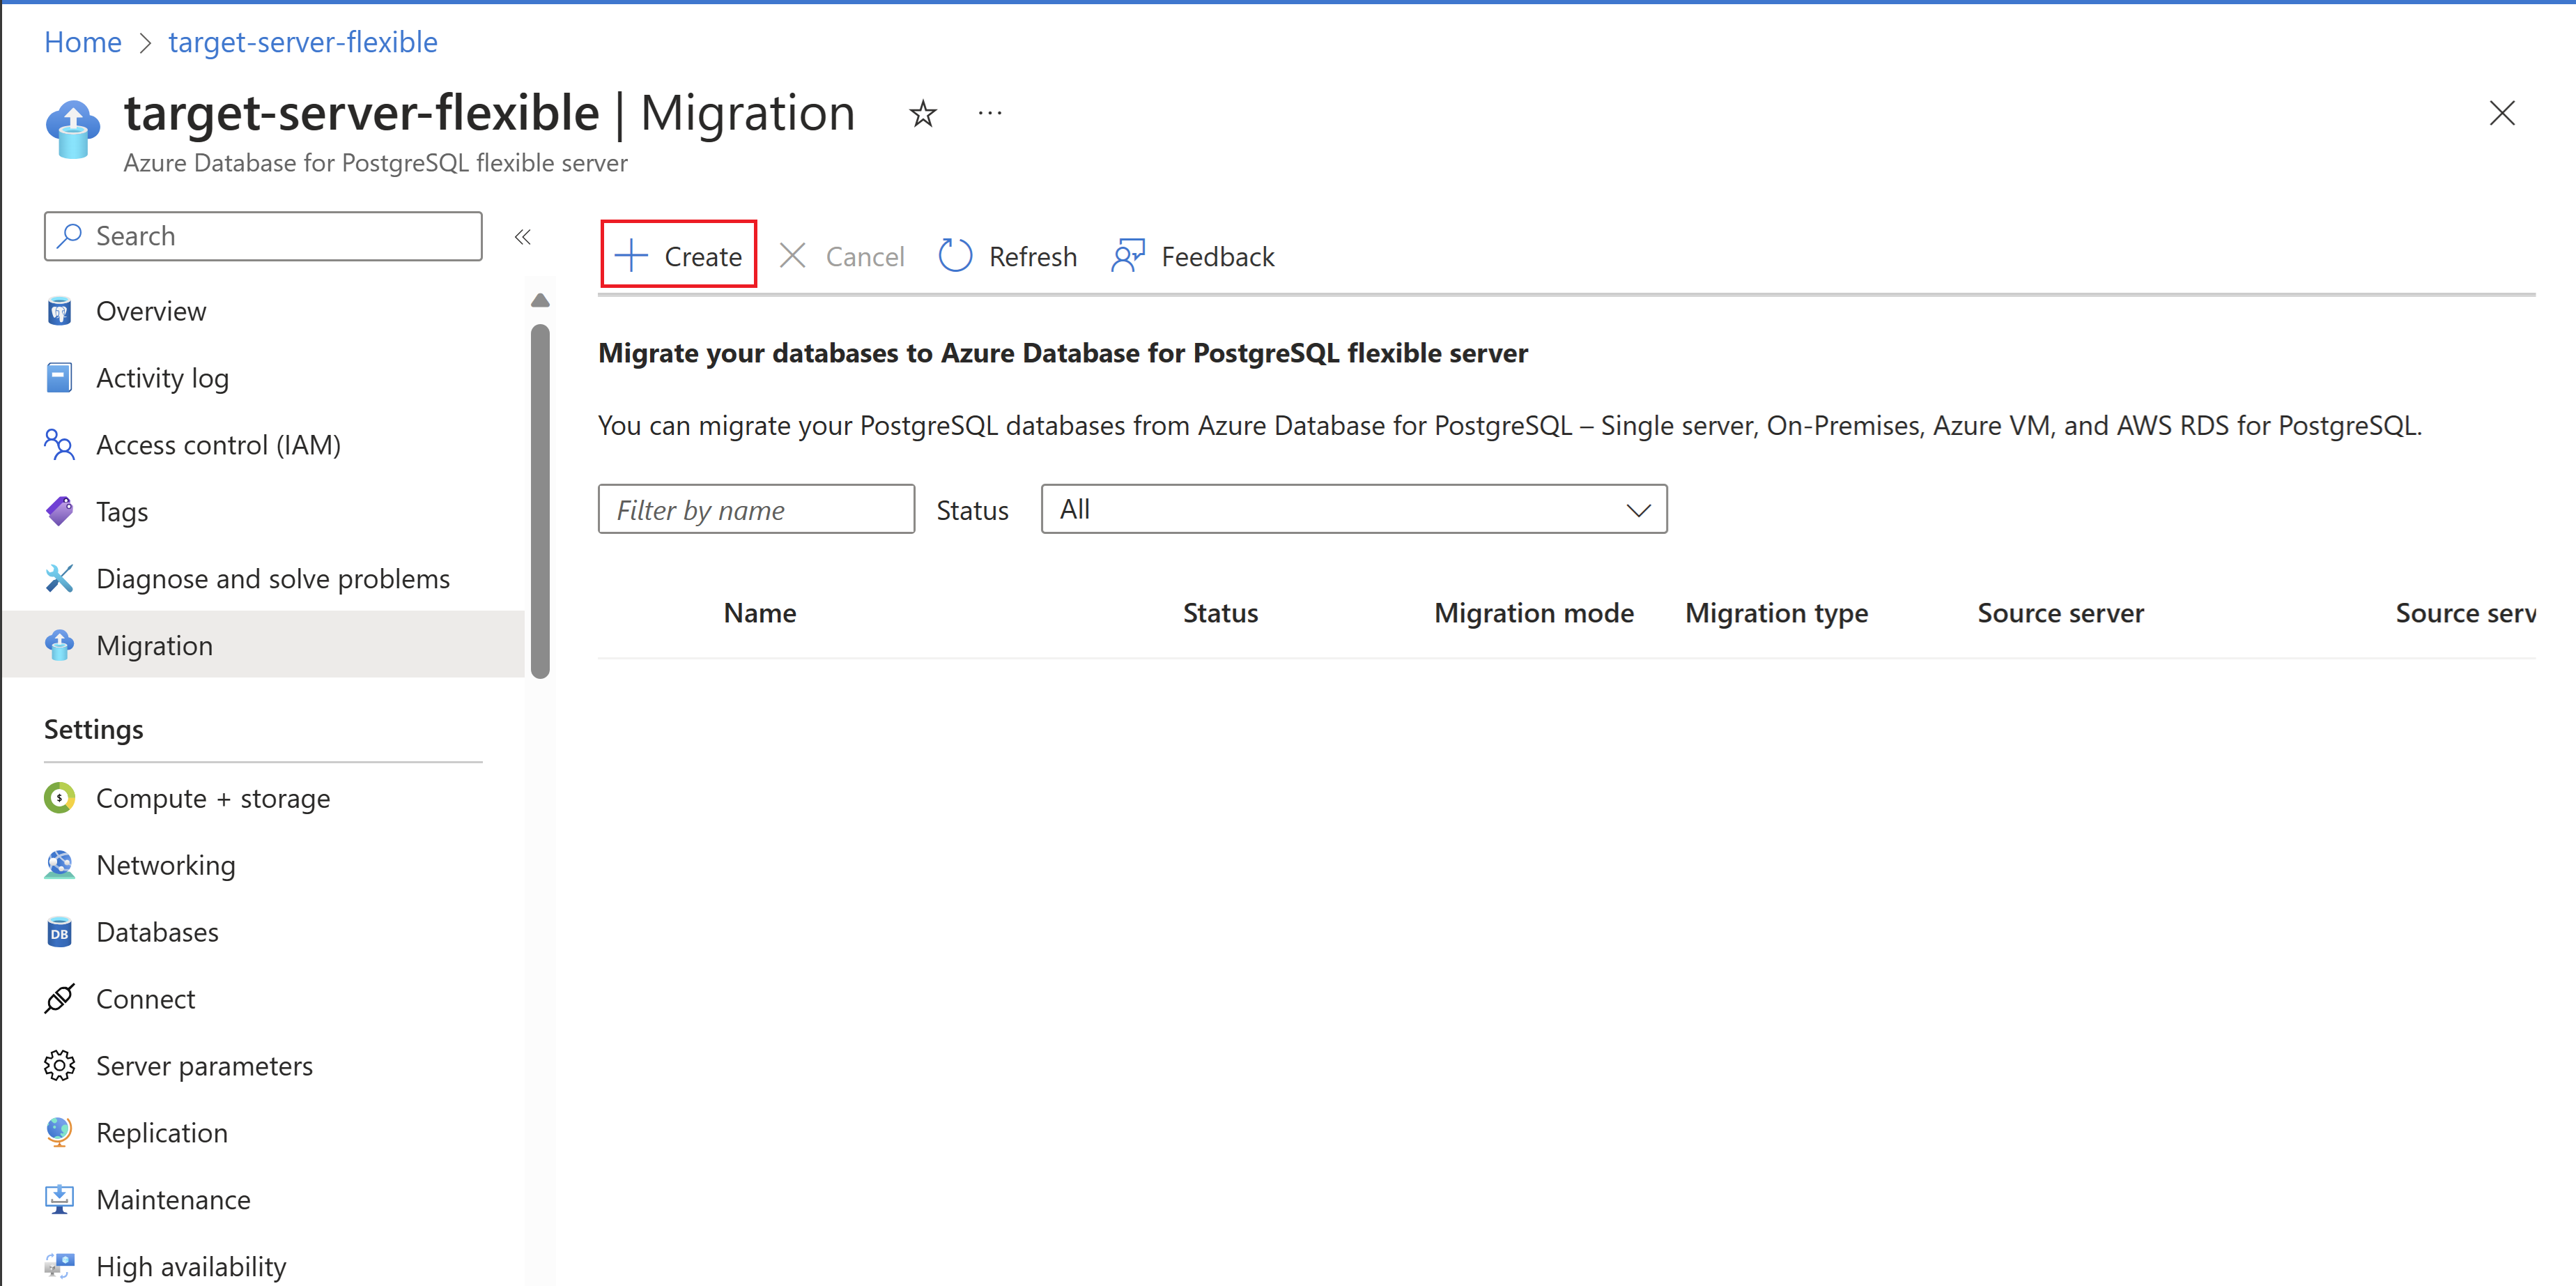 Home > target-server-flexible
target-server-flexible | Migration
Azure Database for PostgreSQL flexible server
Search
Overview
Activity log
Access control (IAM)
Tags
Diagnose and solve problems
Migration
Settings
Compute + storage
Networking
DB Databases
Connect
Server parameters
Replication
Maintenance
High availability
Create Cancel Refresh Feedback
Migrate your databases to Azure Database for PostgreSQL flexible server
You can migrate your PostgreSQL databases from Azure Database for PostgreSQL – Single server, On-Premises, Azure VM, and AWS RDS for PostgreSQL.
Filter by name Status All
Name Status Migration mode Migration type Source server Source serv